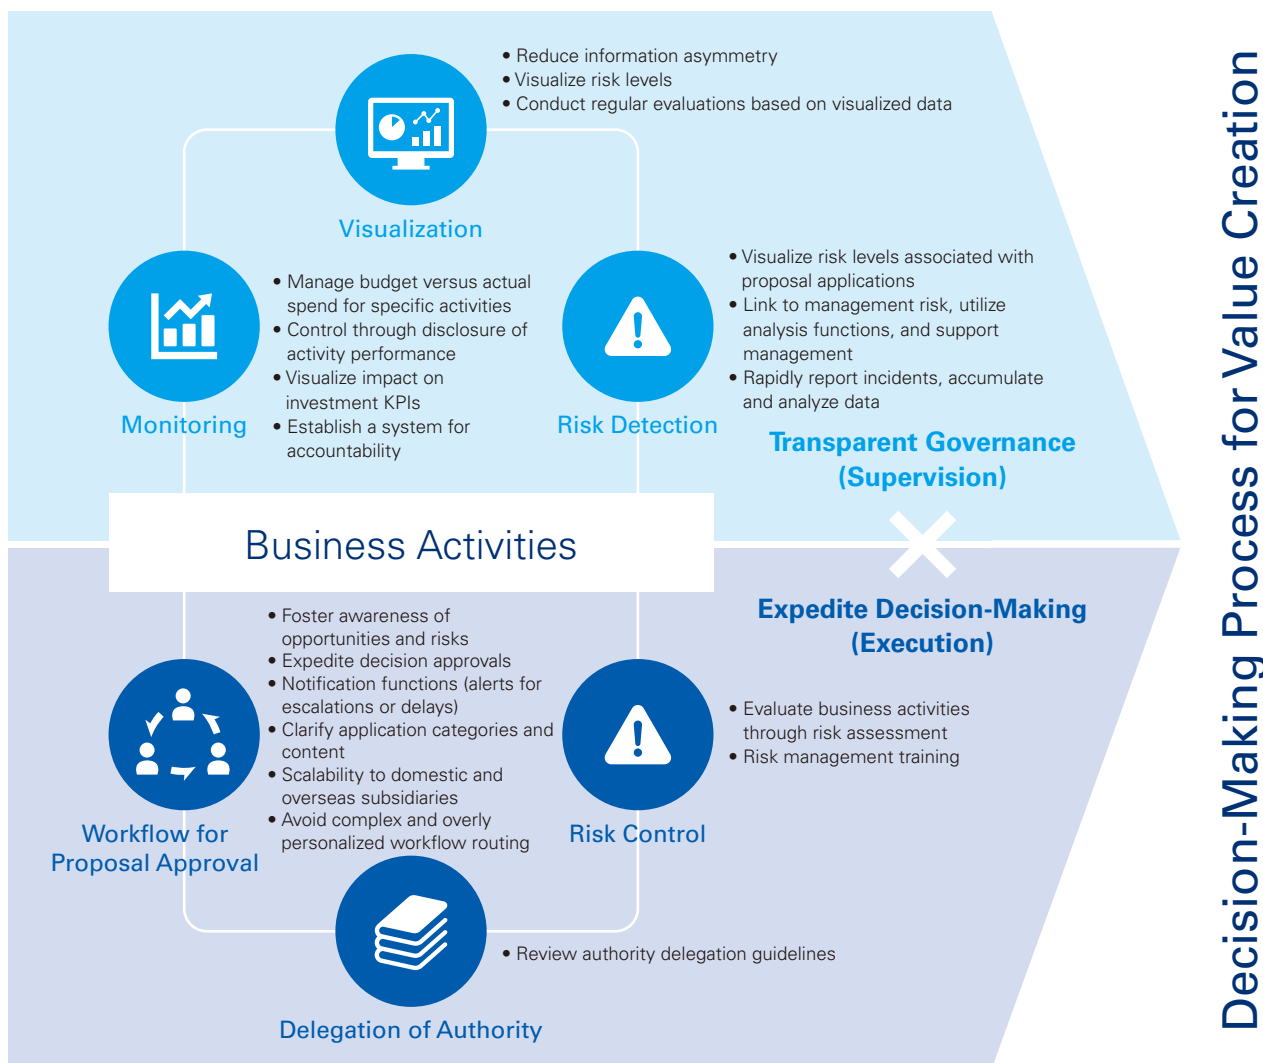 • Reduce information asymmetry
• Visualize risk levels
• Conduct regular evaluations based on visualized data
Visualization
• Manage budget versus actual
spend for specific activities
• Control through disclosure of
activity performance
• Visualize impact on
investment KPIs
• Establish a system for
accountability
Monitoring
• Visualize risk levels associated with
proposal applications
• Link to management risk, utilize
analysis functions, and support
management
• Rapidly report incidents, accumulate
and analyze data
Risk Detection
Transparent Governance
(Supervision)
Business Activities
Expedite Decision-Making
(Execution)
• Foster awareness of
opportunities and risks
• Expedite decision approvals
• Notification functions (alerts for
escalations or delays)
• Clarify application categories and
content
• Scalability to domestic and
overseas subsidiaries
• Avoid complex and overly
personalized workflow routing
Workflow for
Proposal Approval
• Evaluate business activities
through risk assessment
• Risk management training
Risk Control
• Review authority delegation guidelines
Delegation of Authority
Decision-Making Process for Value Creation